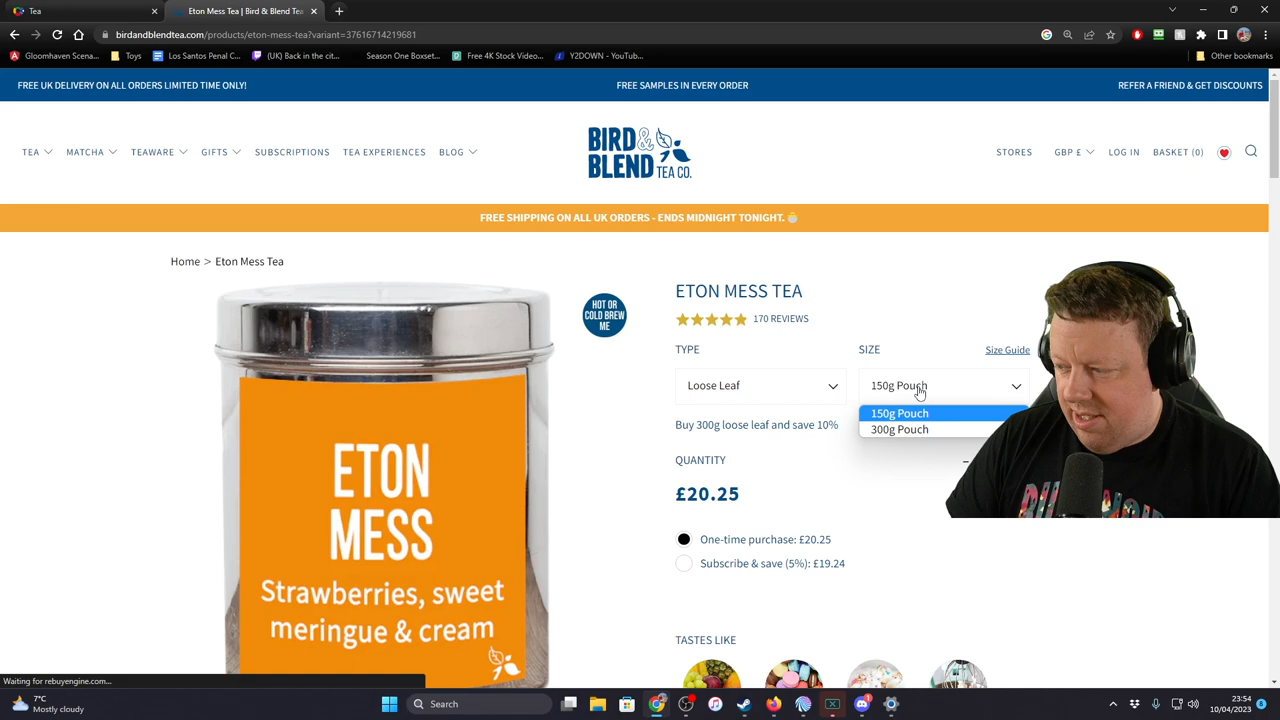 Tea
Eton Mess Tea | Bird & Blend Tea
birdandblendtea.com/products/eton-mess-tea?variant=37616714219681
Gloomhaven Scena...
Toys
Los Santos Penal C...
(UK) Back in the cit...
Season One Boxset...
Free 4K Stock Video...
Y2DOWN - YouTub...
Other bookmarks
FREE UK DELIVERY ON ALL ORDERS LIMITED TIME ONLY!
FREE SAMPLES IN EVERY ORDER
REFER A FRIEND & GET DISCOUNTS
TEA
MATCHA
TEAWARE
GIFTS
SUBSCRIPTIONS
TEA EXPERIENCES
BLOG
BIRD &
BLEND TEA CO.
STORES
GBP £
LOG IN
BASKET (0)
FREE SHIPPING ON ALL UK ORDERS - ENDS MIDNIGHT TONIGHT.
Home > Eton Mess Tea
HOT OR
COLD BREW
ME
ETON MESS TEA
170 REVIEWS
TYPE
SIZE
Size Guide
Loose Leaf
150g Pouch
150g Pouch
300g Pouch
Buy 300g loose leaf and save 10%
QUANTITY
£20.25
One-time purchase: £20.25
Subscribe & save (5%): £19.24
TASTES LIKE
ETON
MESS
Strawberries, sweet
meringue & cream
Waiting for rebuyengine.com...
7°C
Mostly cloudy
Search
23:54
10/04/2023